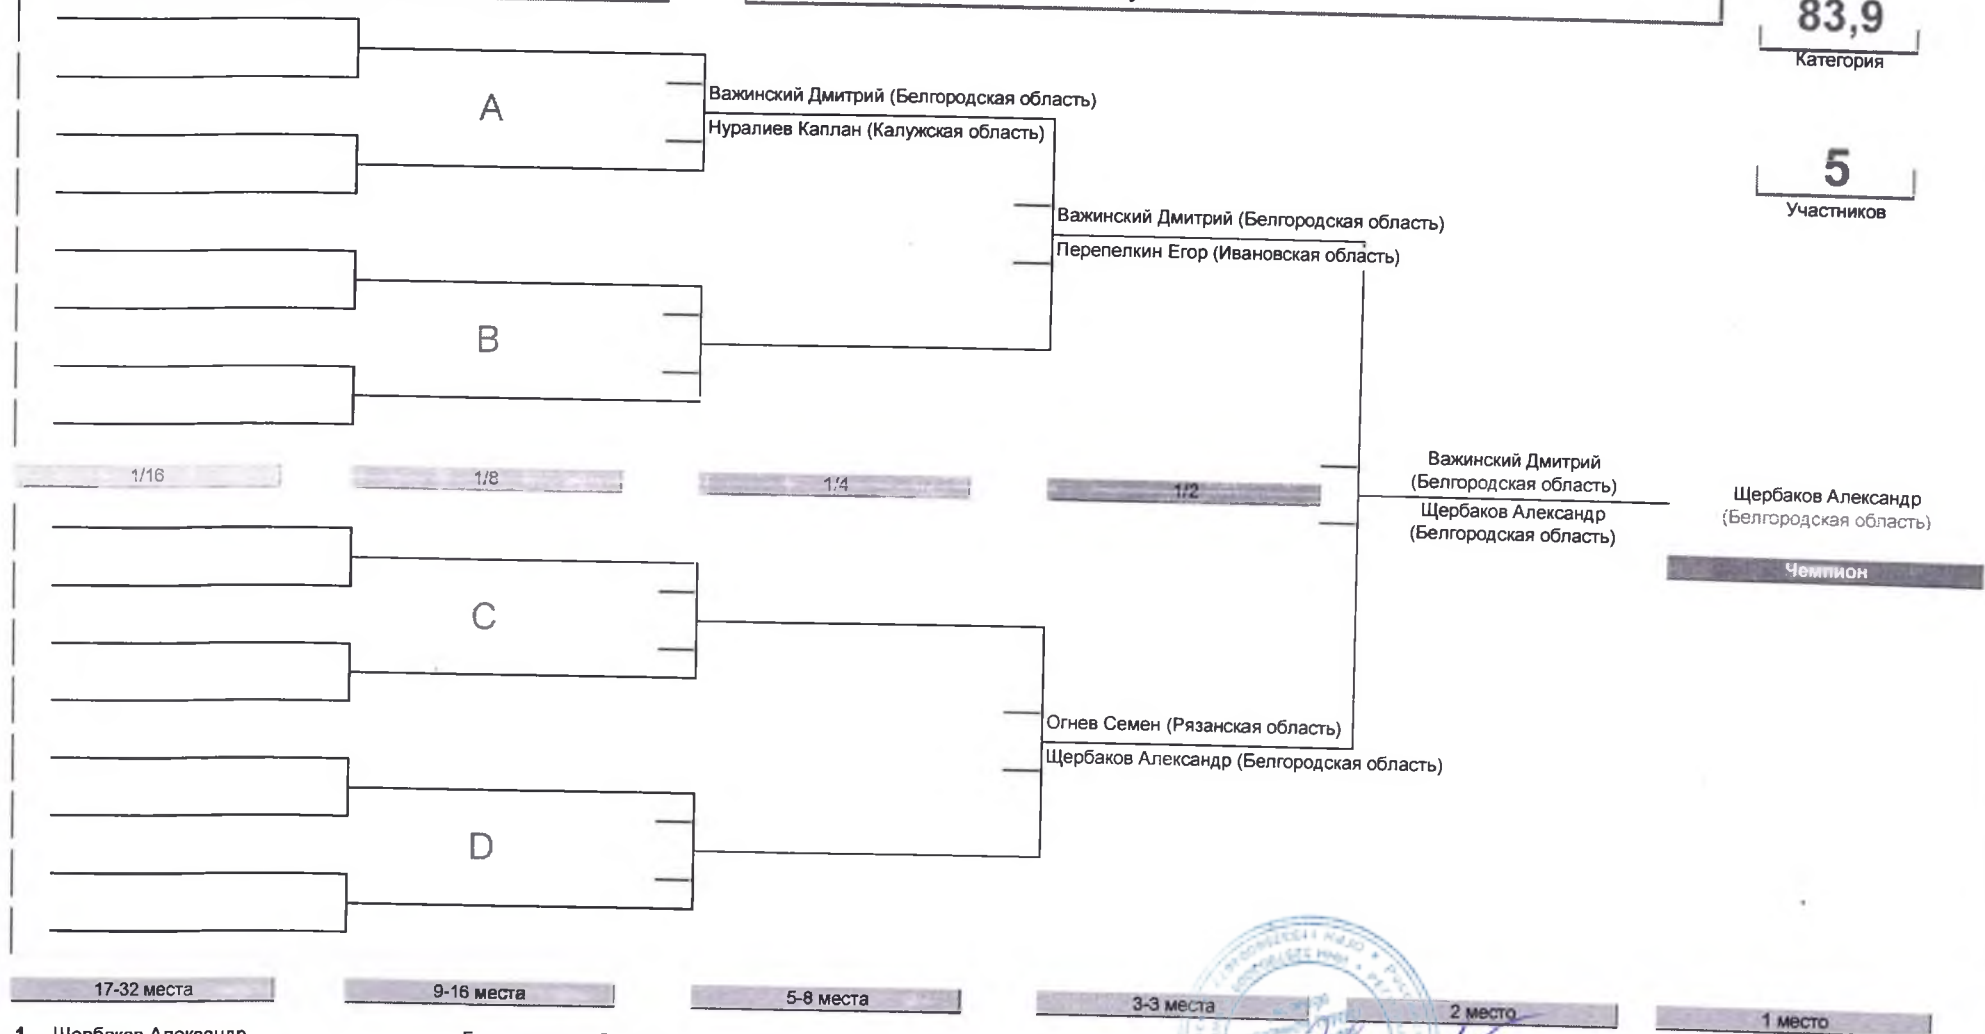 83,9
Категория
5
Участников
A
Важинский Дмитрий (Белгородская область)
Нуралиев Каплан (Калужская область)
Важинский Дмитрий (Белгородская область)
Перепелкин Егор (Ивановская область)
B
1/16
1/8
1/4
1/2
Важинский Дмитрий
(Белгородская область)
Щербаков Александр
(Белгородская область)
Щербаков Александр
(Белгородская область)
Чемпион
C
Огнев Семен (Рязанская область)
Щербаков Александр (Белгородская область)
D
17-32 места
9-16 места
5-8 места
3-3 места
2 место
1 место
1 Щербаков Александр